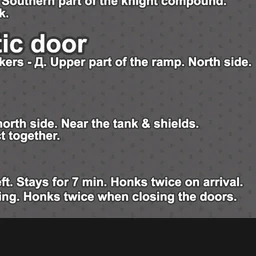 Southern part of the knight compound.
k.
tic door
kers - Д. Upper part of the ramp. North side.
north side. Near the tank & shields.
ct together.
eft. Stays for 7 min. Honks twice on arrival.
ing. Honks twice when closing the doors.